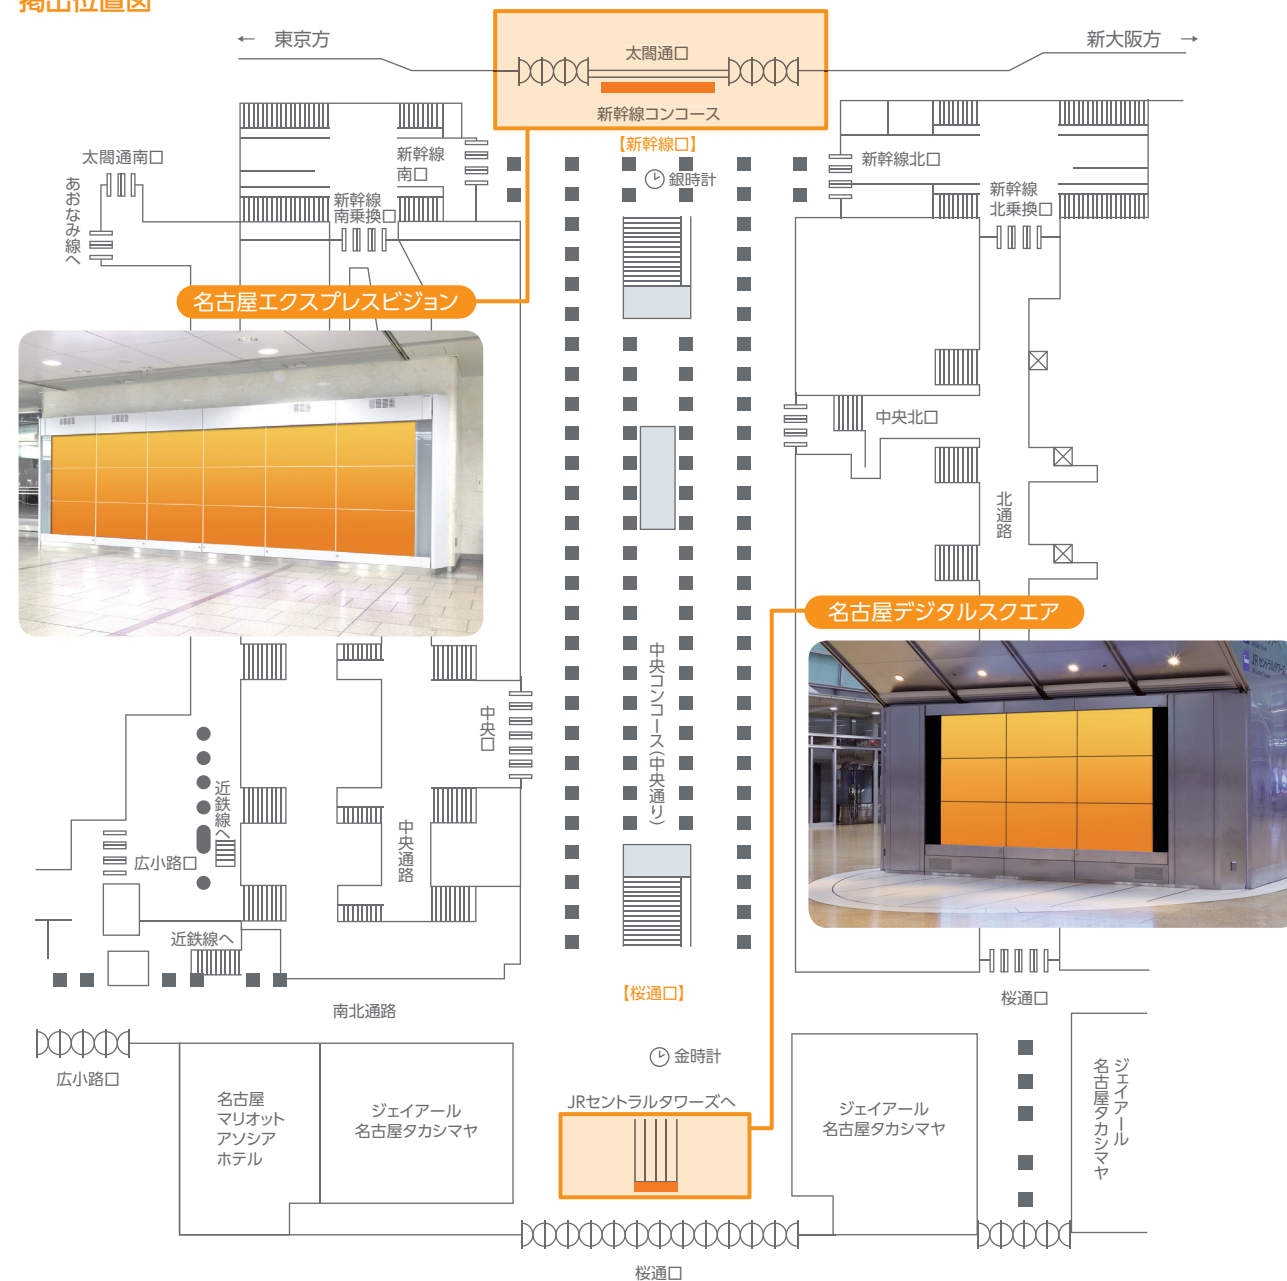 掲出位置図
← 東京方
新大阪方 →
太閤通口
新幹線コンコース
【新幹線口】
銀時計
太閤通南口
あおなみ線へ
新幹線
南口
新幹線
南乗換口
新幹線北口
新幹線
北乗換口
名古屋エクスプレスビジョン
中央北口
北通路
名古屋デジタルスクエア
JRセントラルタワーズ
中央コンコース(中央通り)
中央口
近鉄線へ
中央通路
広小路口
近鉄線へ
南北通路
【桜通口】
桜通口
金時計
広小路口
JRセントラルタワーズへ
名古屋
マリオット
アソシア
ホテル
ジェイアール
名古屋タカシマヤ
ジェイアール
名古屋タカシマヤ
ジェイアール
名古屋タカシマヤ
桜通口